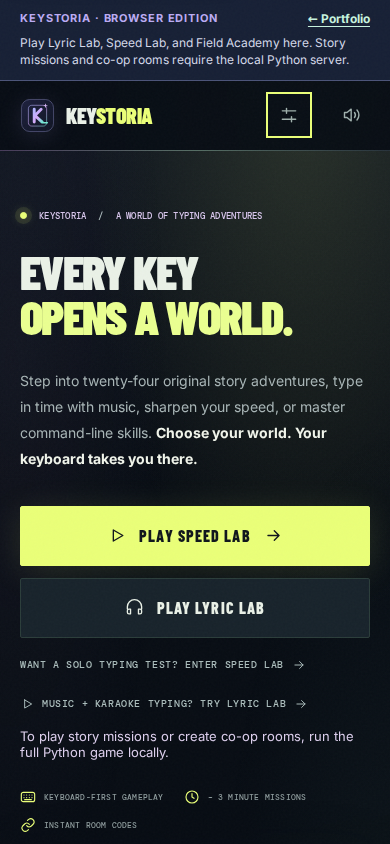 KEYSTORIA · BROWSER EDITION
← Portfolio
Play Lyric Lab, Speed Lab, and Field Academy here. Story
missions and co-op rooms require the local Python server.
K
KEYSTORIA
KEYSTORIA / A WORLD OF TYPING ADVENTURES
EVERY KEY
OPENS A WORLD.
Step into twenty-four original story adventures, type
in time with music, sharpen your speed, or master
command-line skills. Choose your world. Your
keyboard takes you there.
PLAY SPEED LAB →
PLAY LYRIC LAB
WANT A SOLO TYPING TEST? ENTER SPEED LAB →
MUSIC + KARAOKE TYPING? TRY LYRIC LAB →
To play story missions or create co-op rooms, run the
full Python game locally.
KEYBOARD-FIRST GAMEPLAY
~ 3 MINUTE MISSIONS
INSTANT ROOM CODES